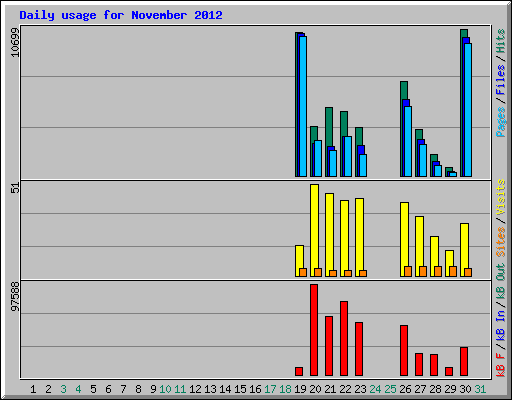 Daily usage for November 2012
10699
51
97588
Pages / Files / Hits
Sites / Visits
kB F / kB In / kB Out
1 2 3 4 5 6 7 8 9 10 11 12 13 14 15 16 17 18 19 20 21 22 23 24 25 26 27 28 29 30 31